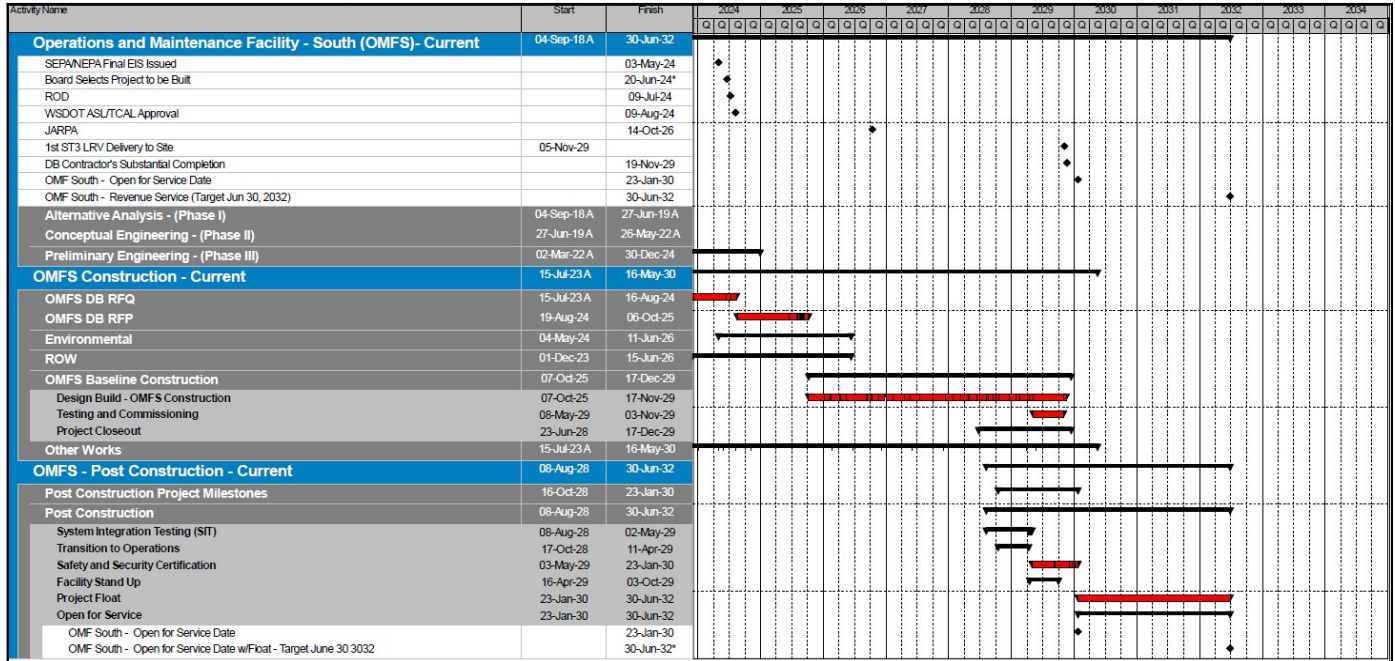 Activity Name Start Finish 2024 2025 2026 2027 2028 2029 2030 2031 2032 2033 2034
Q Q Q Q Q Q Q Q Q Q Q Q Q Q Q Q Q Q Q Q Q Q Q Q Q Q Q Q Q Q Q Q Q Q Q Q Q Q Q Q Q Q Q Q
Operations and Maintenance Facility - South (OMFS)- Current 04-Sep-18 A 30-Jun-32
SEPA/NEPA Final EIS Issued 03-May-24
Board Selects Project to be Built 20-Jun-24*
ROD 09-Jul-24
WSDOT ASL/TCAL Approval 09-Aug-24
JARPA 14-Oct-26
1st ST3 LRV Delivery to Site 05-Nov-29
DB Contractor's Substantial Completion 19-Nov-29
OMF South - Open for Service Date 23-Jan-30
OMF South - Revenue Service (Target Jun 30, 2032) 30-Jun-32
Alternative Analysis - (Phase I) 04-Sep-18 A 27-Jun-19 A
Conceptual Engineering - (Phase II) 27-Jun-19 A 26-May-22 A
Preliminary Engineering - (Phase III) 02-Mar-22 A 30-Dec-24
OMFS Construction - Current 15-Jul-23 A 16-May-30
OMFS DB RFQ 15-Jul-23 A 16-Aug-24
OMFS DB RFP 19-Aug-24 06-Oct-25
Environmental 04-May-24 11-Jun-26
ROW 01-Dec-23 15-Jun-26
OMFS Baseline Construction 07-Oct-25 17-Dec-29
Design Build - OMFS Construction 07-Oct-25 17-Nov-29
Testing and Commissioning 08-May-29 03-Nov-29
Project Closeout 23-Jun-28 17-Dec-29
Other Works 15-Jul-23 A 16-May-30
OMFS - Post Construction - Current 08-Aug-28 30-Jun-32
Post Construction Project Milestones 16-Oct-28 23-Jan-30
Post Construction 08-Aug-28 30-Jun-32
System Integration Testing (SIT) 08-Aug-28 02-May-29
Transition to Operations 17-Oct-28 11-Apr-29
Safety and Security Certification 03-May-29 23-Jan-30
Facility Stand Up 16-Apr-29 03-Oct-29
Project Float 23-Jan-30 30-Jun-32
Open for Service 23-Jan-30 30-Jun-32
OMF South - Open for Service Date 23-Jan-30
OMF South - Open for Service Date w/Float - Target June 30 3032 30-Jun-32*